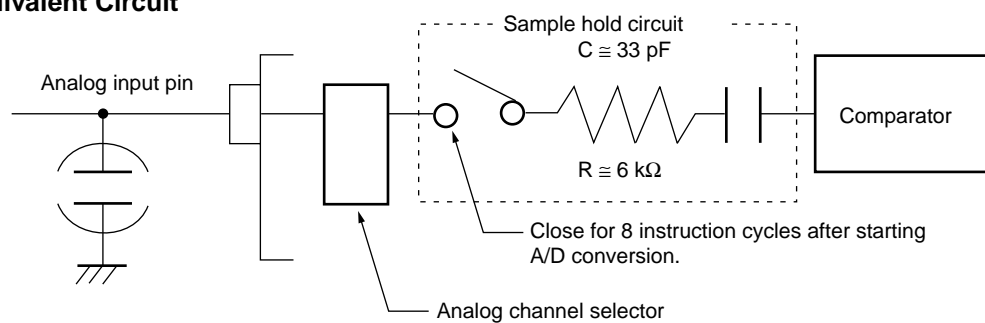 ivalent Circuit
Sample hold circuit
C ≅ 33 pF
Analog input pin
Comparator
R ≅ 6 kΩ
Close for 8 instruction cycles after starting
A/D conversion.
Analog channel selector